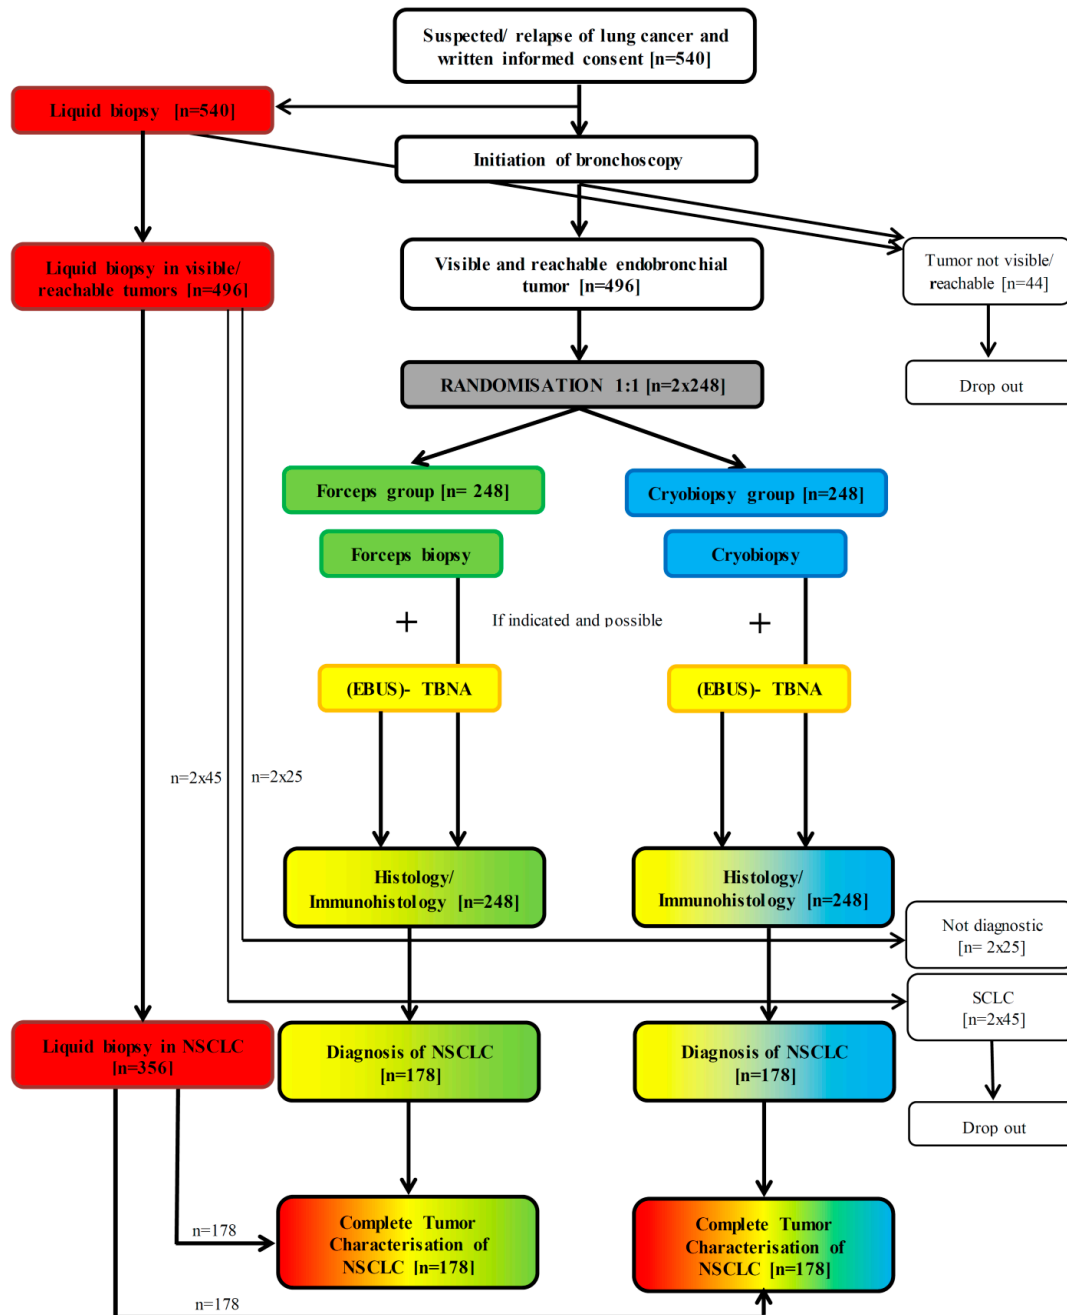 Suspected/ relapse of lung cancer and
written informed consent [n=540]
Liquid biopsy [n=540]
Initiation of bronchoscopy
Liquid biopsy in visible/
reachable tumors [n=496]
Visible and reachable endobronchial
tumor [n=496]
Tumor not visible/
reachable [n=44]
RANDOMISATION 1:1 [n=2x248]
Drop out
Forceps group [n= 248]
Cryobiopsy group [n=248]
Forceps biopsy
Cryobiopsy
+
If indicated and possible
+
(EBUS)- TBNA
(EBUS)- TBNA
n=2x45
n=2x25
Histology/
Immunohistology [n=248]
Histology/
Immunohistology [n=248]
Not diagnostic
[n= 2x25]
SCLC
[n=2x45]
Liquid biopsy in NSCLC
[n=356]
Diagnosis of NSCLC
[n=178]
Diagnosis of NSCLC
[n=178]
Drop out
n=178
Complete Tumor
Characterisation of
NSCLC [n=178]
Complete Tumor
Characterisation of
NSCLC [n=178]
n=178